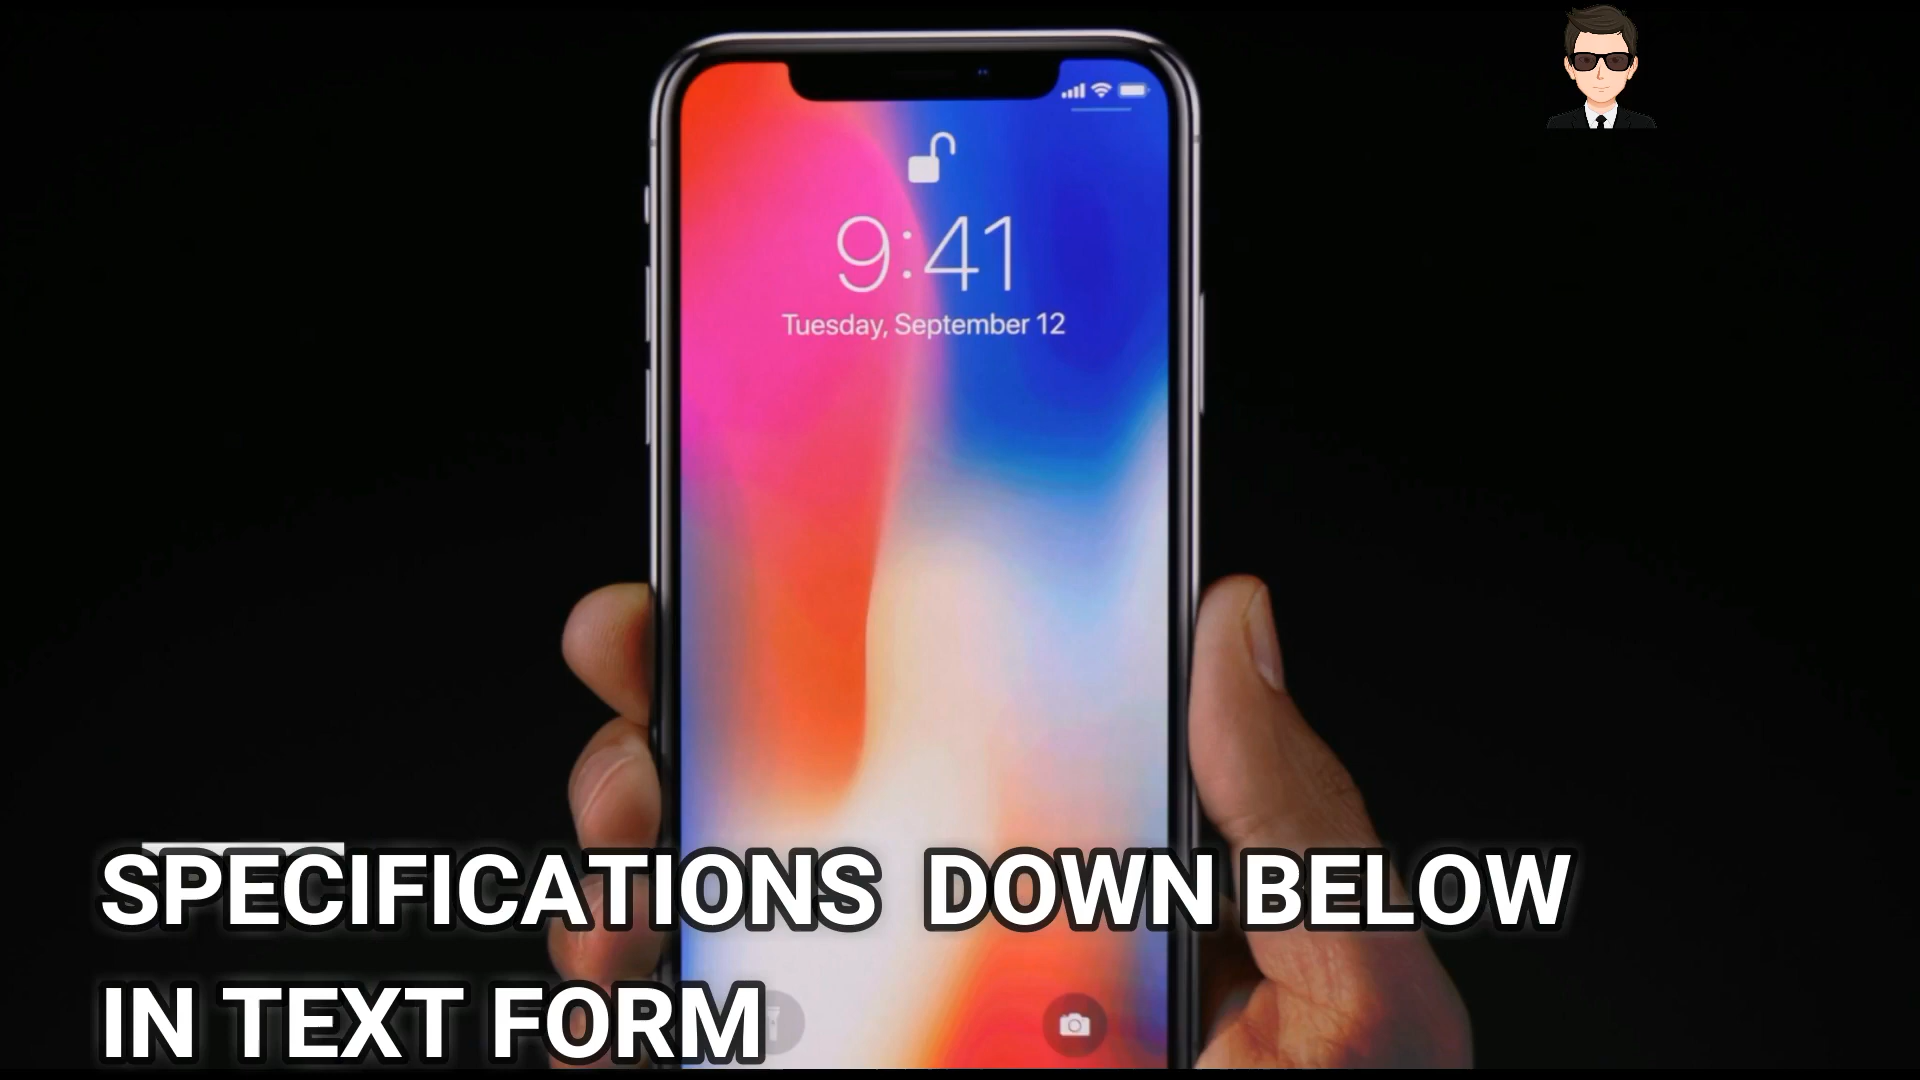 9:41
Tuesday, September 12
SPECIFICATIONS DOWN BELOW
IN TEXT FORM